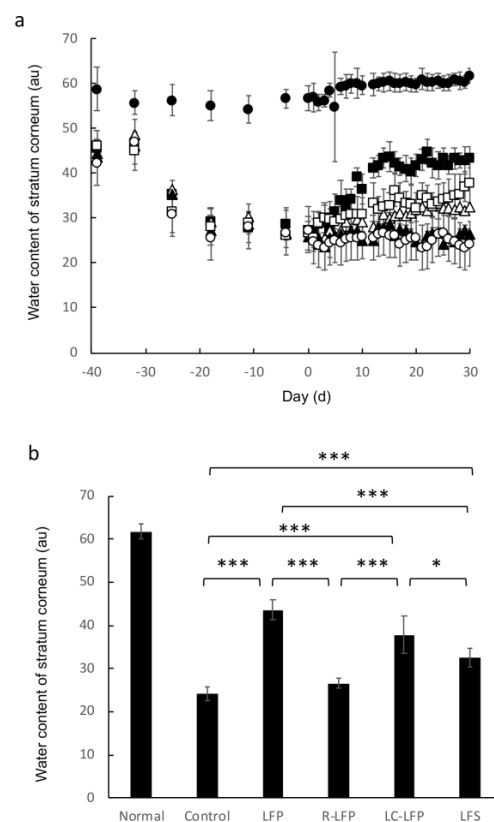 a
Water content of stratum corneum (au)
70
60
50
40
30
20
10
0
-40 -30 -20 -10 0 10 20 30
Day (d)
b
Water content of stratum corneum (au)
70
60
50
40
30
20
10
0
***
***
***
*** *** *** *
Normal Control LFP R-LFP LC-LFP LFS